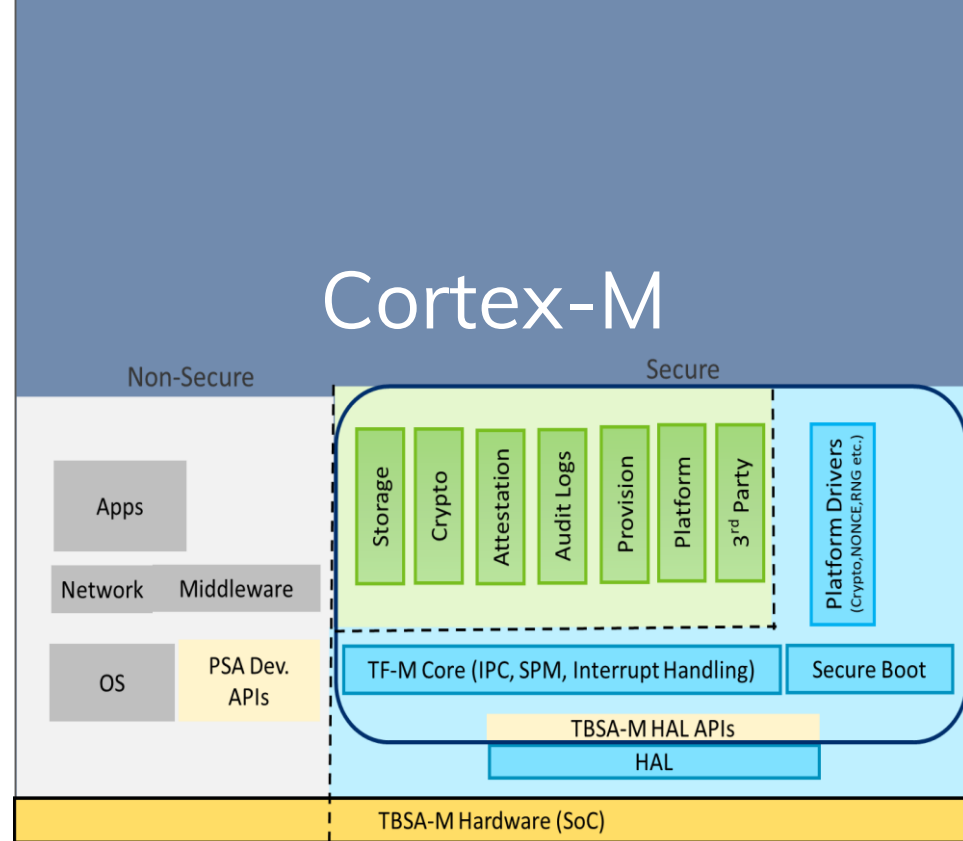 Cortex-M
Non-Secure
Secure
Storage
Crypto
Attestation
Audit Logs
Provision
Platform
3rd Party
Platform Drivers
(Crypto,NONCE,RNG etc.)
Apps
Network
Middleware
OS
PSA Dev.
APIs
TF-M Core (IPC, SPM, Interrupt Handling)
Secure Boot
TBSA-M HAL APIs
HAL
TBSA-M Hardware (SoC)